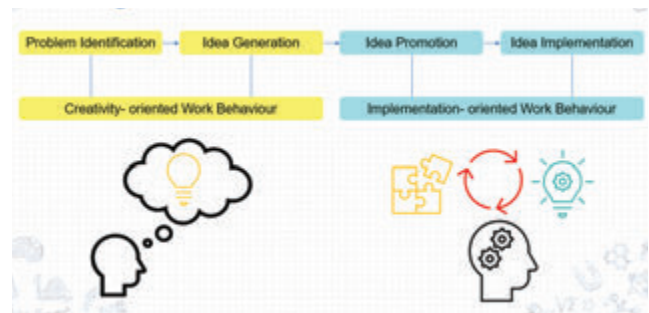 Problem Identification
Idea Generation
Idea Promotion
Idea Implementation
Creativity- oriented Work Behaviour
Implementation- oriented Work Behaviour